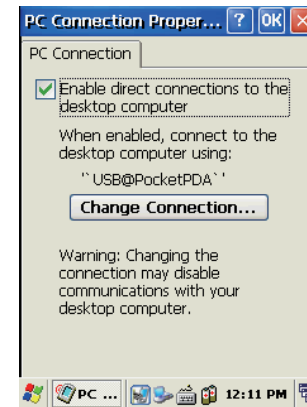 PC Connection Proper... ? OK ×
PC Connection
Enable direct connections to the
desktop computer
When enabled, connect to the
desktop computer using:
'`USB@PocketPDA`'
Change Connection...
Warning: Changing the
connection may disable
communications with your
desktop computer.
PC ... 12:11 PM